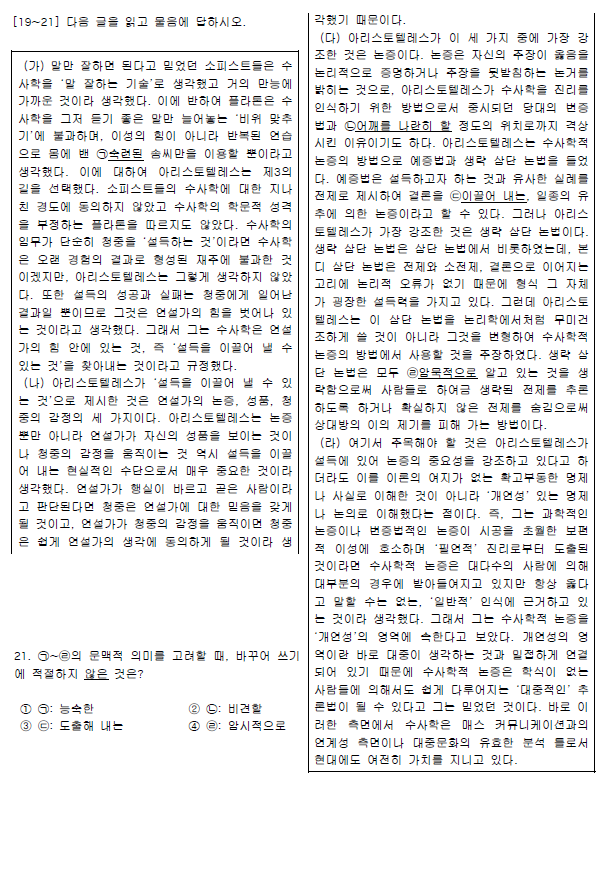 [19~21] 다음 글을 읽고 물음에 답하시오.
(가) 말만 잘하면 된다고 믿었던 소피스트들은 수
사학을 ‘말 잘하는 기술’로 생각했고 거의 만능에
가까운 것이라 생각했다. 이에 반하여 플라톤은 수
사학을 그저 듣기 좋은 말만 늘어놓는 ‘비위 맞추
기’에 불과하며, 이성의 힘이 아니라 반복된 연습
으로 몸에 밴 ㉠숙련된 솜씨만을 이용할 뿐이라고
생각했다. 이에 대하여 아리스토텔레스는 제3의
길을 선택했다. 소피스트들의 수사학에 대한 지나
친 경도에 동의하지 않았고 수사학의 학문적 성격
을 부정하는 플라톤을 따르지도 않았다. 수사학의
임무가 단순히 청중을 ‘설득하는 것’이라면 수사학
은 오랜 경험의 결과로 형성된 재주에 불과한 것
이겠지만, 아리스토텔레스는 그렇게 생각하지 않았
다. 또한 설득의 성공과 실패는 청중에게 일어난
결과일 뿐이므로 그것은 연설가의 힘을 벗어나 있
는 것이라고 생각했다. 그래서 그는 수사학은 연설
가의 힘 안에 있는 것, 즉 ‘설득을 이끌어 낼 수
있는 것’을 찾아내는 것이라고 규정했다.
(나) 아리스토텔레스가 ‘설득을 이끌어 낼 수 있
는 것’으로 제시한 것은 연설가의 논증, 성품, 청
중의 감정의 세 가지이다. 아리스토텔레스는 논증
뿐만 아니라 연설가가 자신의 성품을 보이는 것이
나 청중의 감정을 움직이는 것 역시 설득을 이끌
어 내는 현실적인 수단으로서 매우 중요한 것이라
생각했다. 연설가가 행실이 바르고 곧은 사람이라
고 판단된다면 청중은 연설가에 대한 믿음을 갖게
될 것이고, 연설가가 청중의 감정을 움직이면 청중
은 쉽게 연설가의 생각에 동의하게 될 것이라 생
각했기 때문이다.
(다) 아리스토텔레스가 이 세 가지 중에 가장 강
조한 것은 논증이다. 논증은 자신의 주장이 옳음을
논리적으로 증명하거나 주장을 뒷받침하는 논거를
밝히는 것으로, 아리스토텔레스가 수사학을 진리를
인식하기 위한 방법으로서 중시되던 당대의 변증
법과 ㉡어깨를 나란히 할 정도의 위치로까지 격상
시킨 이유이기도 하다. 아리스토텔레스는 수사학적
논증의 방법으로 예증법과 생략 삼단 논법을 들었
다. 예증법은 설득하고자 하는 것과 유사한 실례를
전제로 제시하여 결론을 ㉢이끌어 내는, 일종의 유
추에 의한 논증이라고 할 수 있다. 그러나 아리스
토텔레스가 가장 강조한 것은 생략 삼단 논법이다.
생략 삼단 논법은 삼단 논법에서 비롯하였는데, 본
디 삼단 논법은 전제와 소전제, 결론으로 이어지는
고리에 논리적 오류가 없기 때문에 형식 그 자체
가 굉장한 설득력을 가지고 있다. 그런데 아리스토
텔레스는 이 삼단 논법을 논리학에서처럼 무미건
조하게 쓸 것이 아니라 그것을 변형하여 수사학적
논증의 방법에서 사용할 것을 주장하였다. 생략 삼
단 논법은 모두 ㉣암묵적으로 알고 있는 것을 생
략함으로써 사람들로 하여금 생략된 전제를 추론
하도록 하거나 확실하지 않은 전제를 숨김으로써
상대방의 이의 제기를 피해 가는 방법이다.
(라) 여기서 주목해야 할 것은 아리스토텔레스가
설득에 있어 논증의 중요성을 강조하고 있다고 하
더라도 이를 이론의 여지가 없는 확고부동한 명제
나 사실로 이해한 것이 아니라 ‘개연성’ 있는 명제
나 논의로 이해했다는 점이다. 즉, 그는 과학적인
논증이나 변증법적인 논증이 시공을 초월한 보편
적 이성에 호소하며 ‘필연적’ 진리로부터 도출된
것이라면 수사학적 논증은 대다수의 사람에 의해
대부분의 경우에 받아들여지고 있지만 항상 옳다
고 말할 수는 없는, ‘일반적’ 인식에 근거하고 있
는 것이라 생각했다. 그래서 그는 수사학적 논증을
‘개연성’의 영역에 속한다고 보았다. 개연성의 영
역이란 바로 대중이 생각하는 것과 밀접하게 연결
되어 있기 때문에 수사학적 논증은 학식이 없는
사람들에 의해서도 쉽게 다루어지는 ‘대중적인’ 추
론법이 될 수 있다고 그는 믿었던 것이다. 바로 이
러한 측면에서 수사학은 매스 커뮤니케이션과의
연계성 측면이나 대중문화의 유효한 분석 틀로서
현대에도 여전히 가치를 지니고 있다.
21. ㉠~㉣의 문맥적 의미를 고려할 때, 바꾸어 쓰기
에 적절하지 않은 것은?
① ㉠: 능숙한 ② ㉡: 비견할
③ ㉢: 도출해 내는 ④ ㉣: 암시적으로